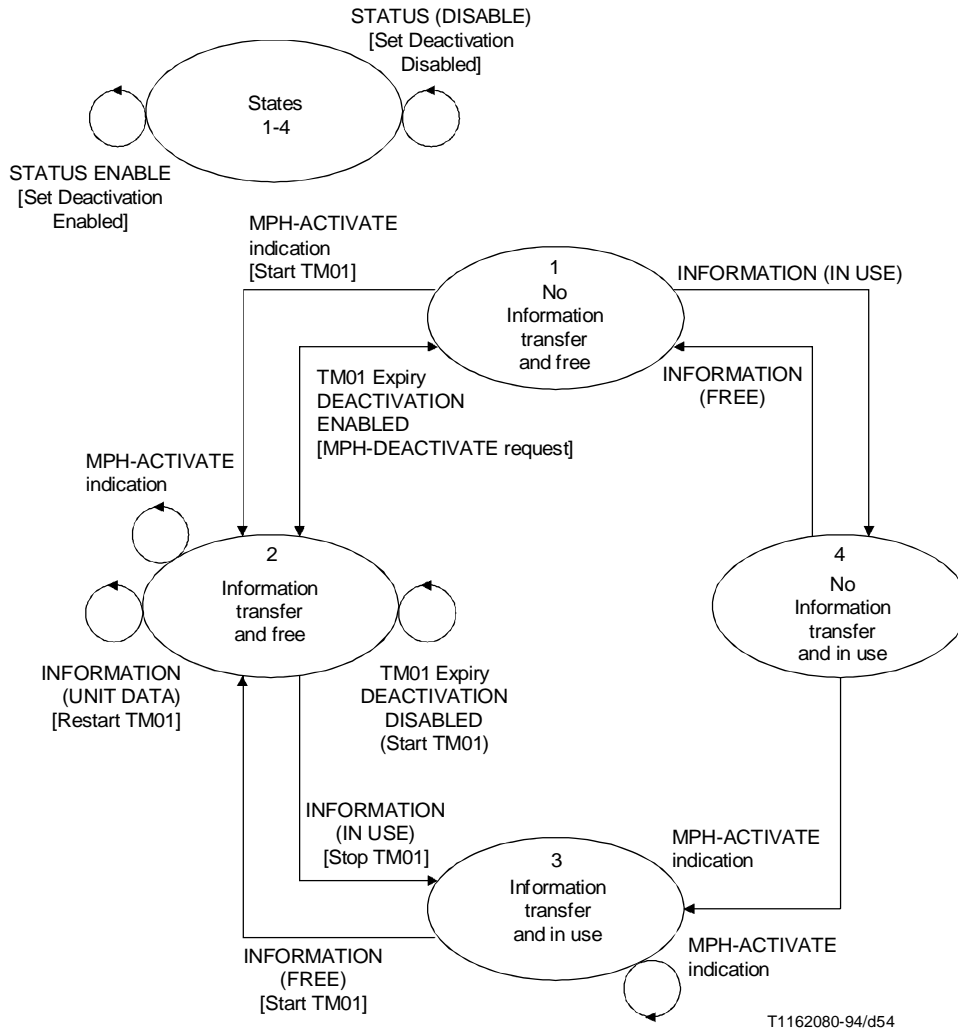 STATUS (DISABLE)
[Set Deactivation
Disabled]
States
1-4
STATUS ENABLE
[Set Deactivation
Enabled]
MPH-ACTIVATE
indication
[Start TM01]
1
No
Information
transfer
and free
INFORMATION (IN USE)
INFORMATION
(FREE)
TM01 Expiry
DEACTIVATION
ENABLED
[MPH-DEACTIVATE request]
MPH-ACTIVATE
indication
2
Information
transfer
and free
4
No
Information
transfer
and in use
INFORMATION
(UNIT DATA)
[Restart TM01]
TM01 Expiry
DEACTIVATION
DISABLED
(Start TM01)
INFORMATION
(IN USE)
[Stop TM01]
MPH-ACTIVATE
indication
3
Information
transfer
and in use
INFORMATION
(FREE)
[Start TM01]
MPH-ACTIVATE
indication
T1162080-94/d54